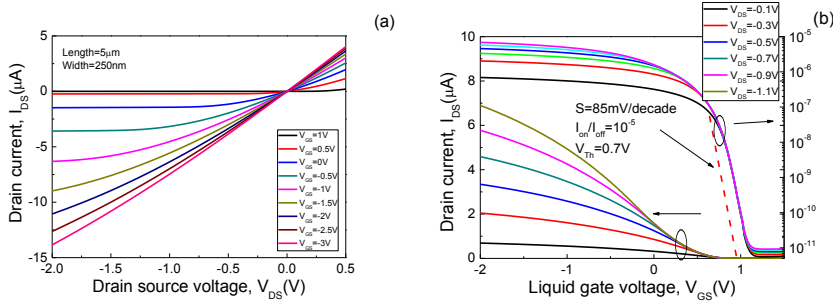 (a)
5
0
-5
-10
-15
-2.0 -1.5 -1.0 -0.5 0.0 0.5
Drain current, I_DS(μA)
Drain source voltage, V_DS(V)
Length=5μm
Width=250nm
V_GS=1V
V_GS=0.5V
V_GS=0V
V_GS=-0.5V
V_GS=-1V
V_GS=-1.5V
V_GS=-2V
V_GS=-2.5V
V_GS=-3V
(b)
10
8
6
4
2
0
-2 -1 0 1
Drain current, I_DS(μA)
Liquid gate voltage, V_GS(V)
S=85mV/decade
I_on/I_off=10^-5
V_Th=0.7V
V_DS=-0.1V
V_DS=-0.3V
V_DS=-0.5V
V_DS=-0.7V
V_DS=-0.9V
V_DS=-1.1V
10^-5
10^-6
10^-7
10^-8
10^-9
10^-10
10^-11